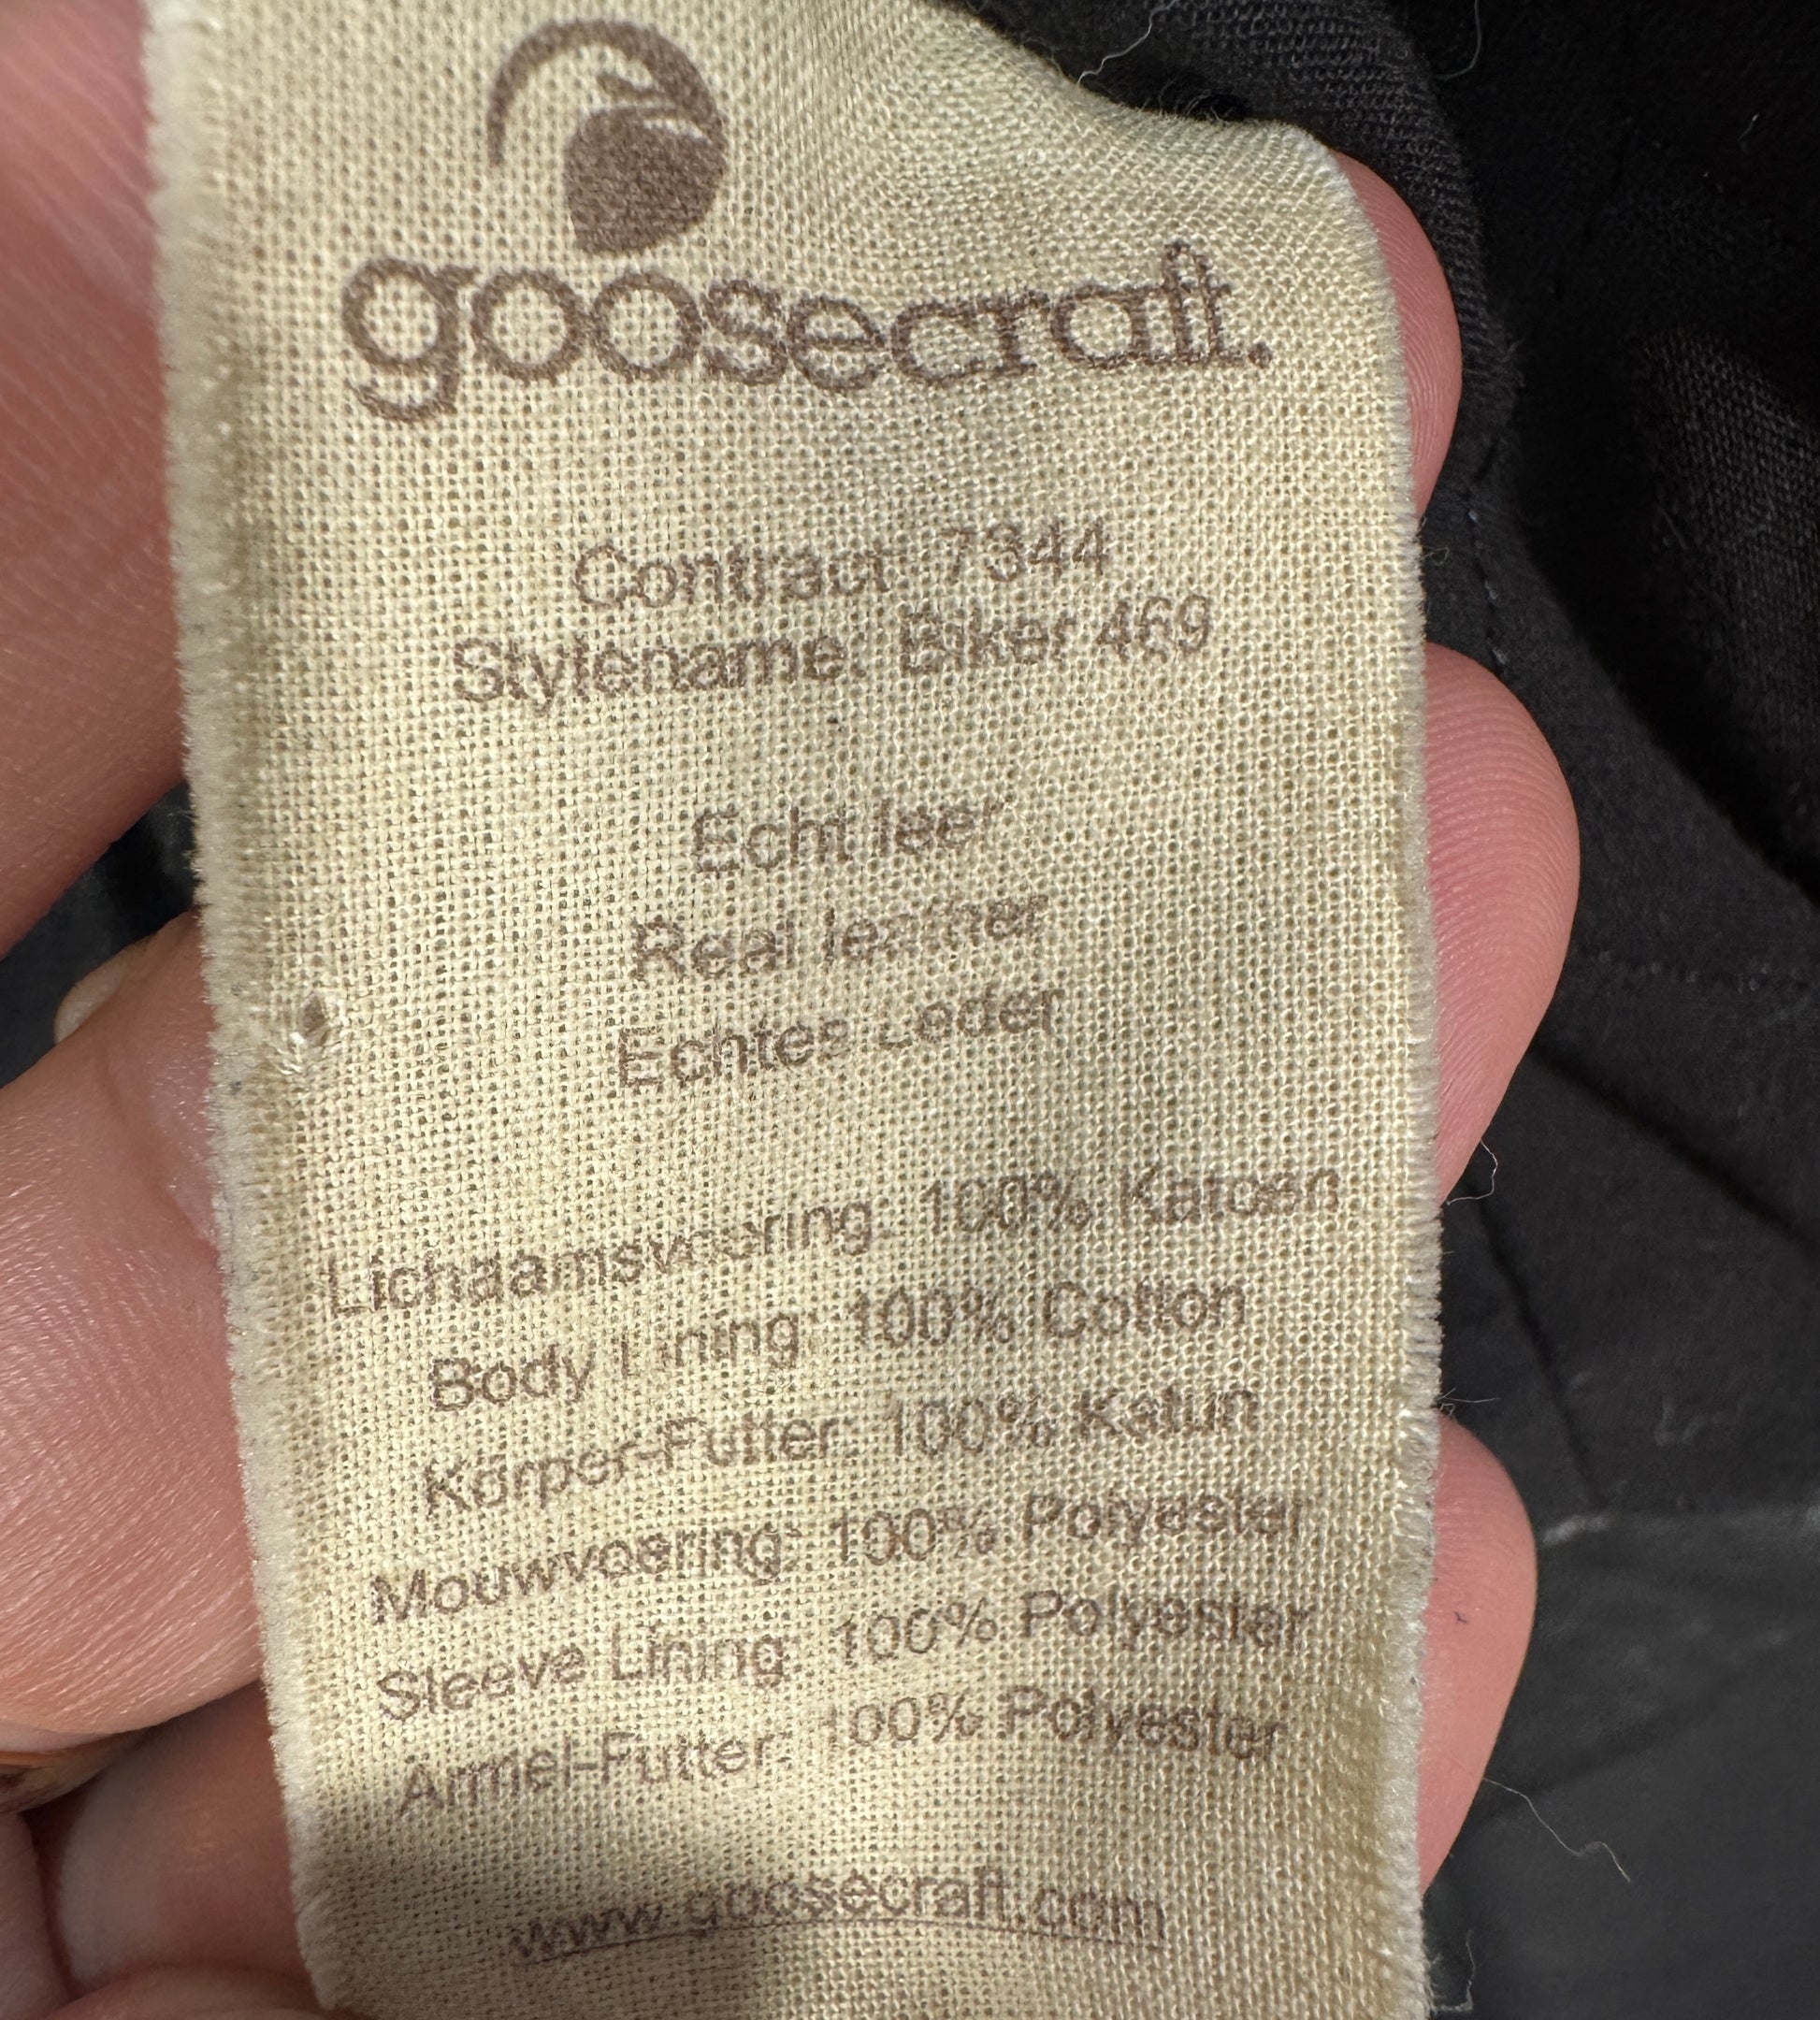 goosecraft.
Contract 7344
Stylename: Biker 469
Echt leer
Real leather
Echtes Leder
Lichaamsvoering: 100% Katoen
Body Lining: 100% Cotton
Körper-Futter: 100% Katun
Mouwvoering: 100% Polyester
Sleeve Lining: 100% Polyester
Armel-Futter: 100% Polyester
www.goosecraft.com